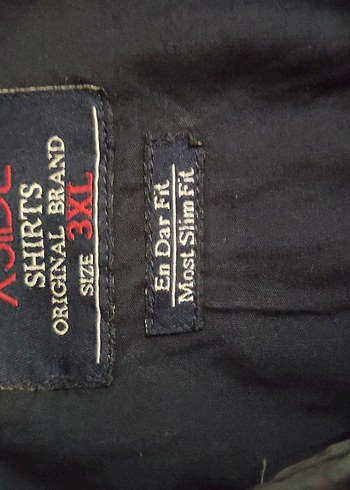 SHIRTS
ORIGINAL BRAND
SIZE 3XL
En Dar Fit
Most Slim Fit